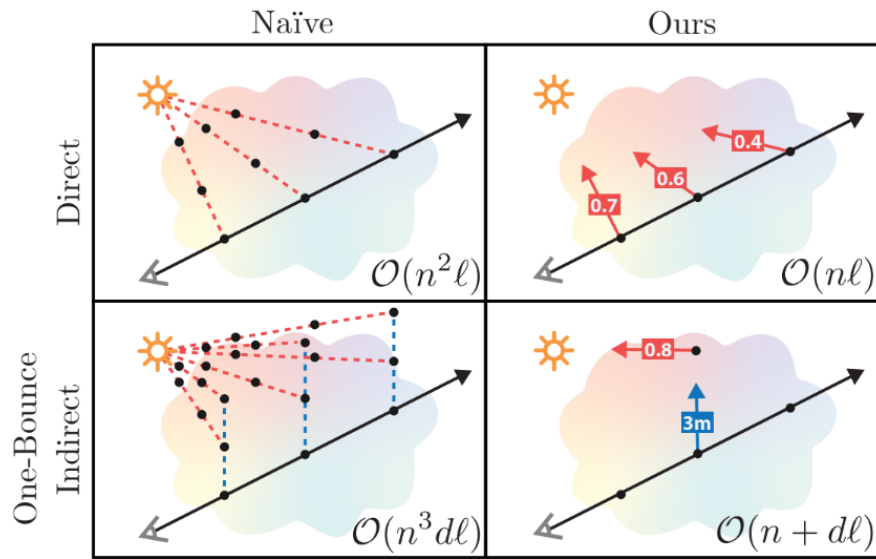 Naïve
Ours
Direct
0.7
0.6
0.4
𝒪(n²ℓ)
𝒪(nℓ)
One-Bounce
Indirect
0.8
3m
𝒪(n³dℓ)
𝒪(n + dℓ)